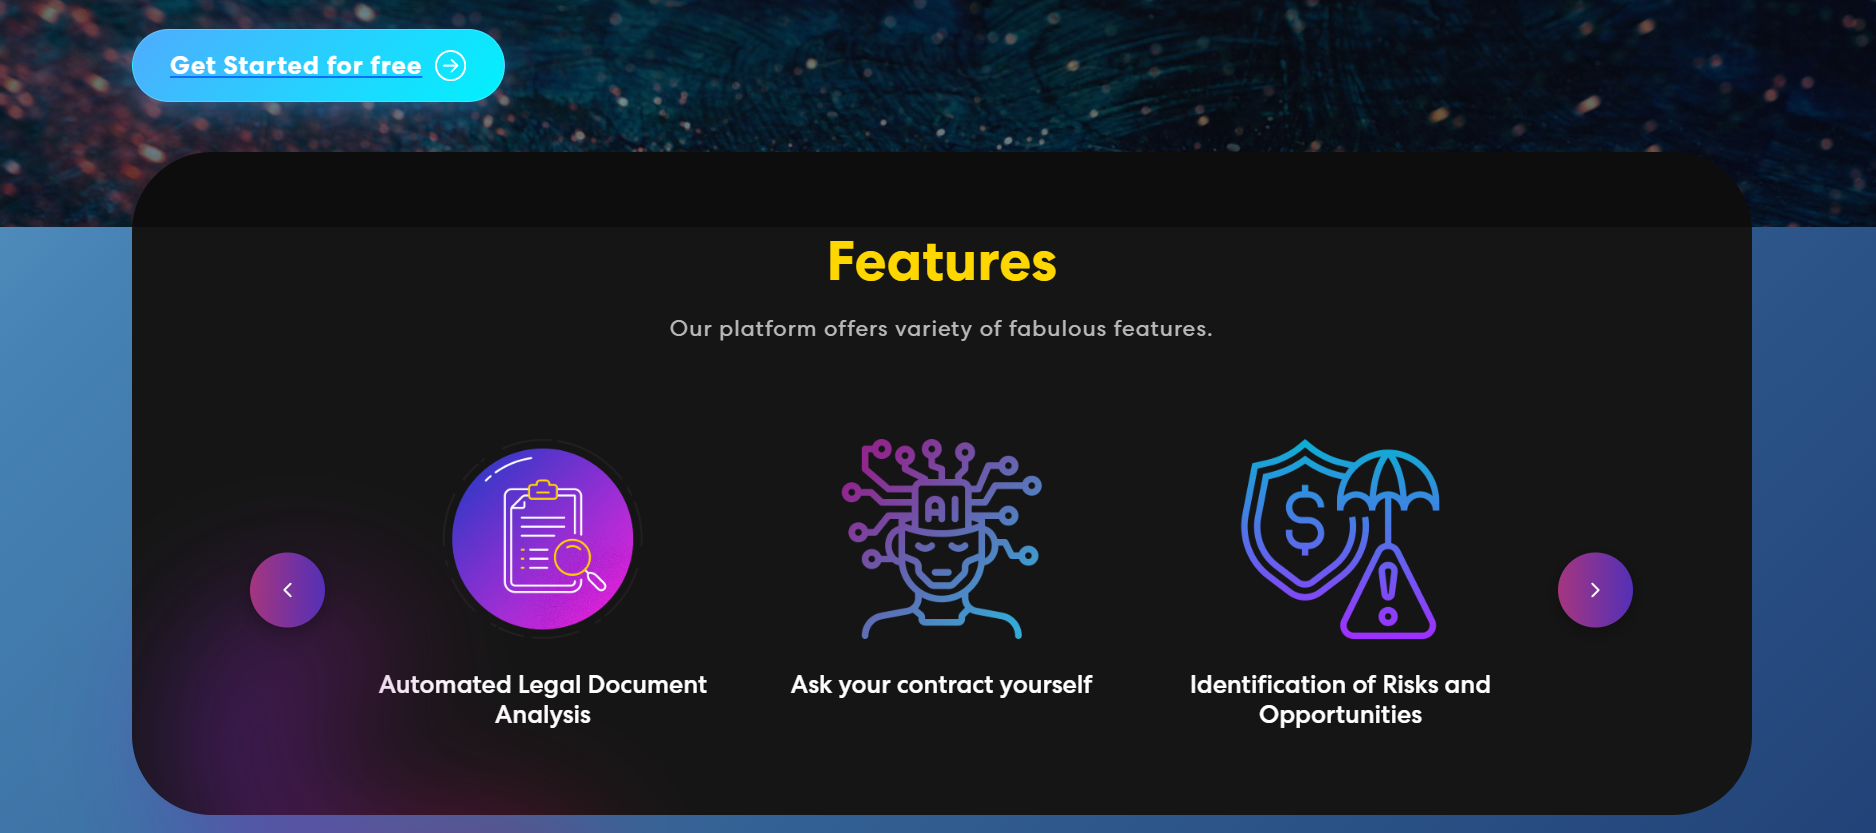 Get Started for free
Features
Our platform offers variety of fabulous features.
AI
$
Automated Legal Document
Analysis
Ask your contract yourself
Identification of Risks and
Opportunities